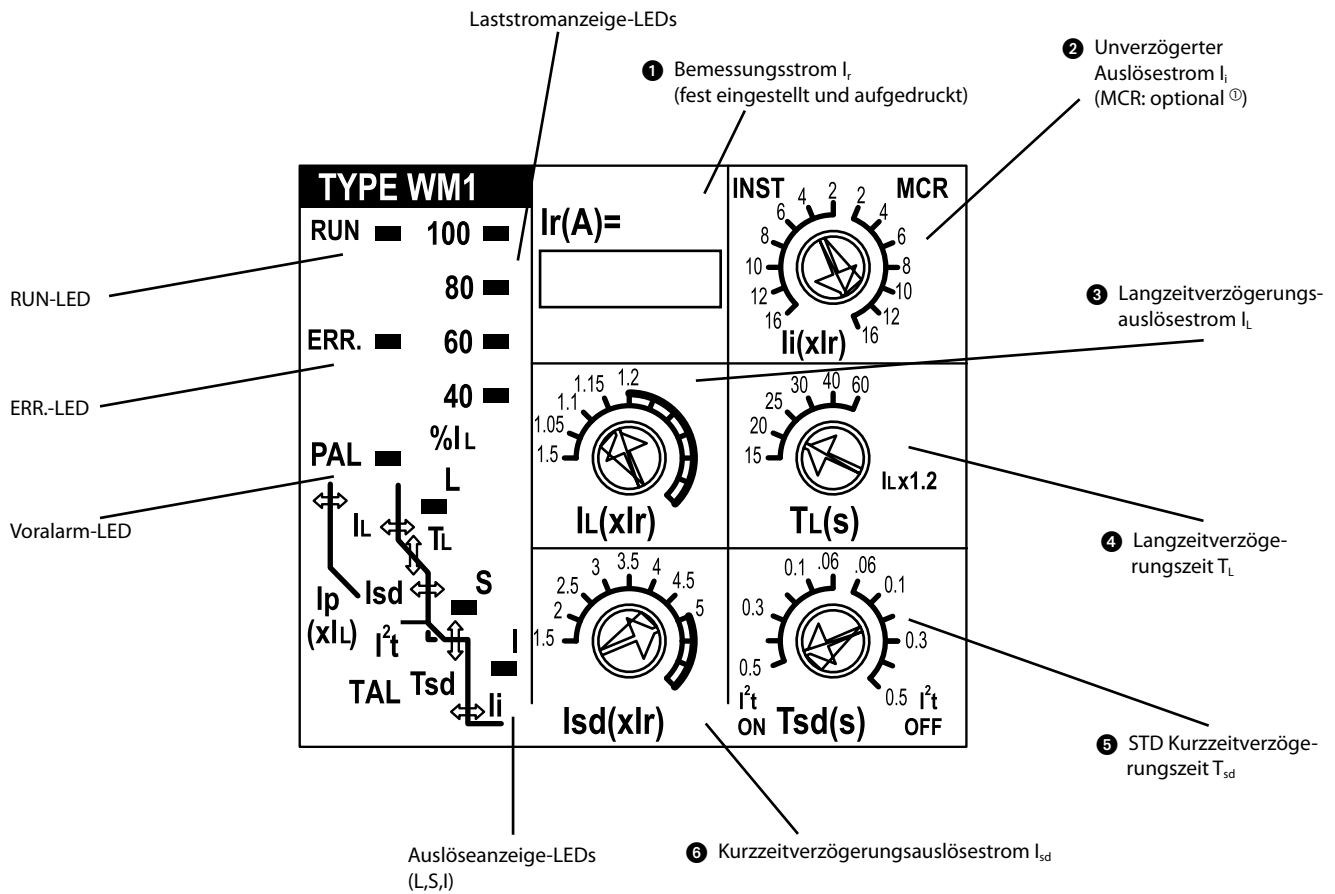 Laststromanzeige-LEDs
❶ Bemessungsstrom Iᵣ
(fest eingestellt und aufgedruckt)
❷ Unverzögerter
Auslösestrom Iᵢ
(MCR: optional ①)
TYPE WM1
RUN 100
80
ERR. 60
40
%IL
PAL
L
IL
TL
Ip
(xIL)
Isd
S
I²t
I
TAL
Tsd
Ii
Ir(A)=
INST
MCR
2
4
6
8
10
12
16
2
4
6
8
10
12
16
Ii(xIr)
1.5
1.05
1.1
1.15
1.2
IL(xIr)
15
20
25
30
40
60
ILx1.2
TL(s)
1.5
2
2.5
3
3.5
4
4.5
5
Isd(xIr)
0.5
0.3
0.1
.06
.06
0.1
0.3
0.5
I²t
ON
Tsd(s)
I²t
OFF
RUN-LED
ERR.-LED
Voralarm-LED
❸ Langzeitverzögerungs-
auslösestrom IL
❹ Langzeitverzöge-
rungszeit TL
❺ STD Kurzzeitverzöge-
rungszeit Tsd
❻ Kurzzeitverzögerungsauslösestrom Isd
Auslöseanzeige-LEDs
(L,S,I)